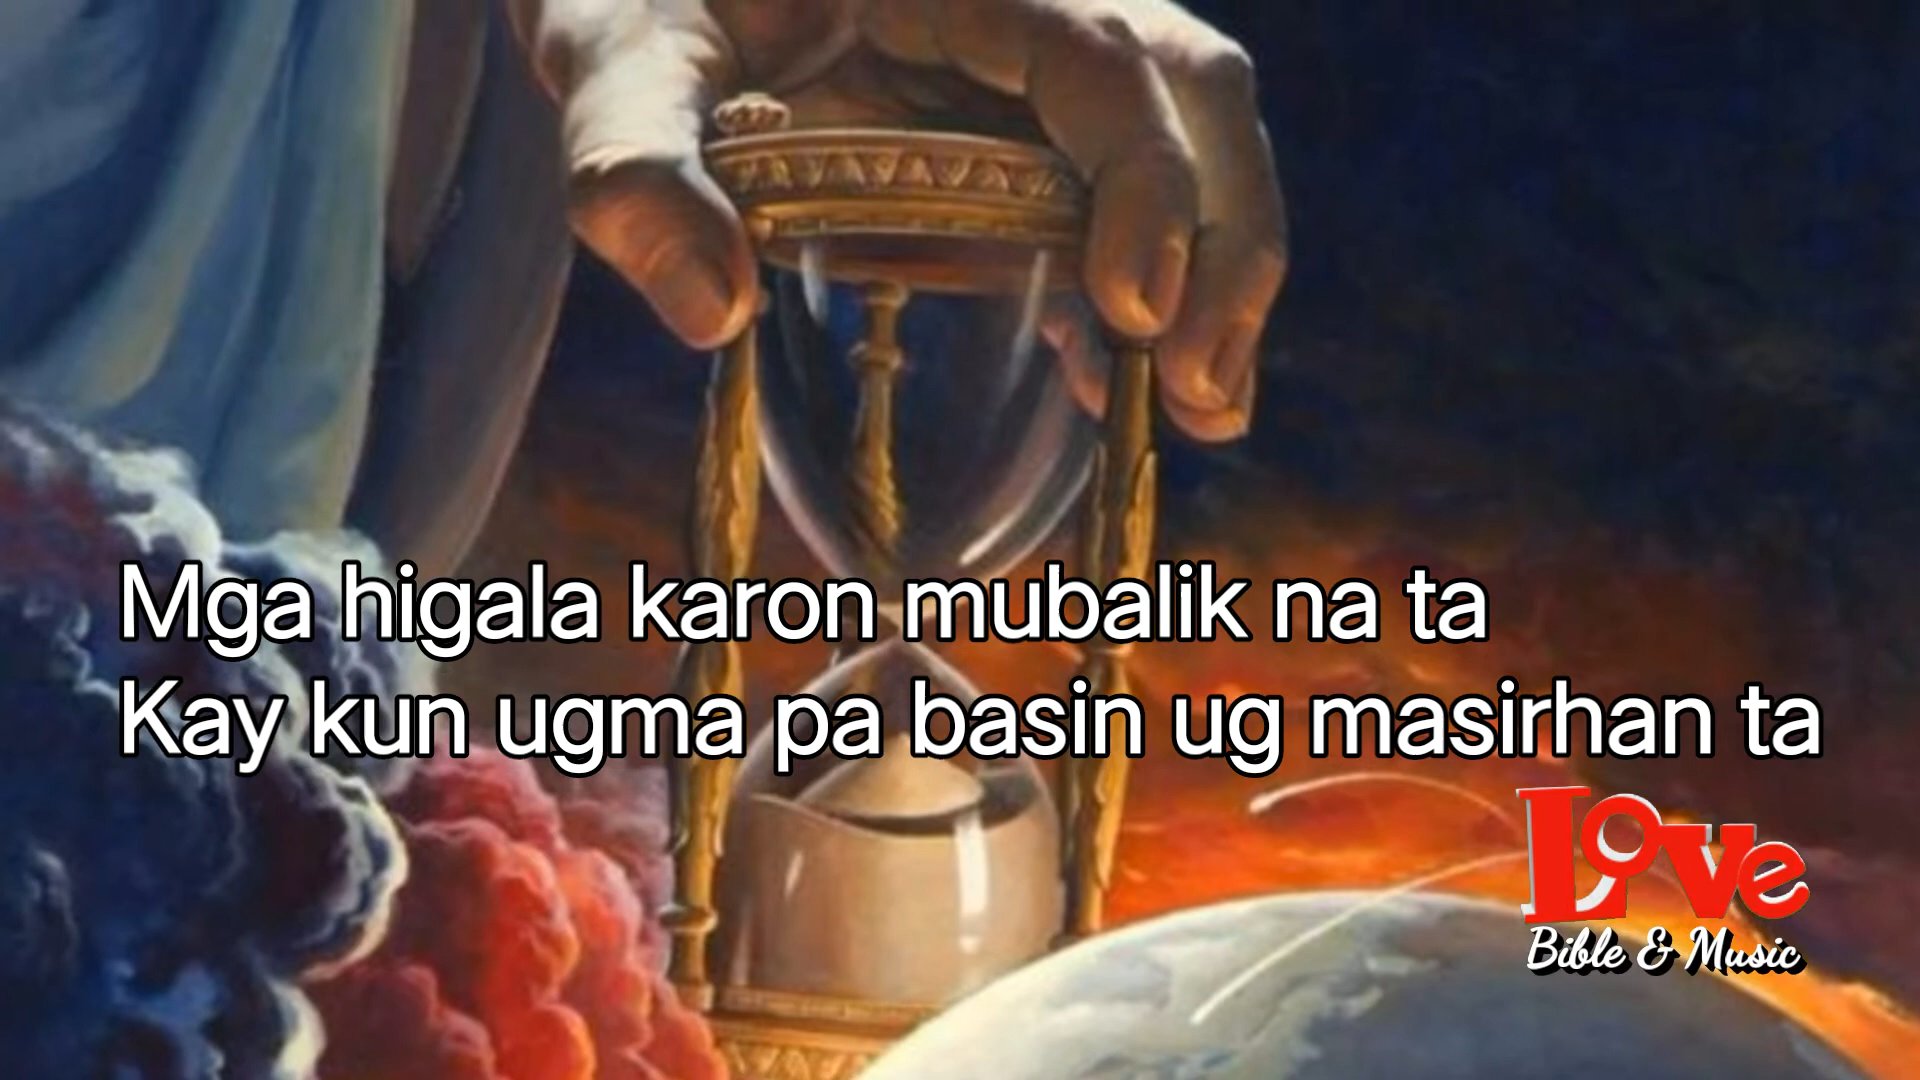 Mga higala karon mubalik na ta
Kay kun ugma pa basin ug masirhan ta
Love
Bible & Music